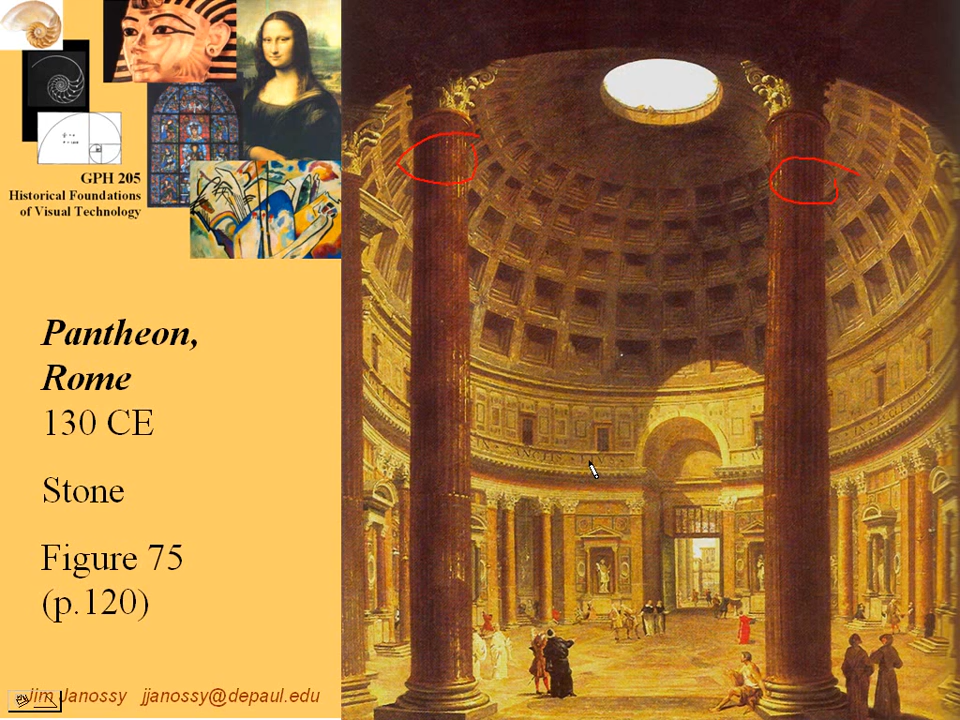 GPH 205
Historical Foundations
of Visual Technology
Pantheon,
Rome
130 CE
Stone
Figure 75
(p.120)
Jim Janossy jjanossy@depaul.edu